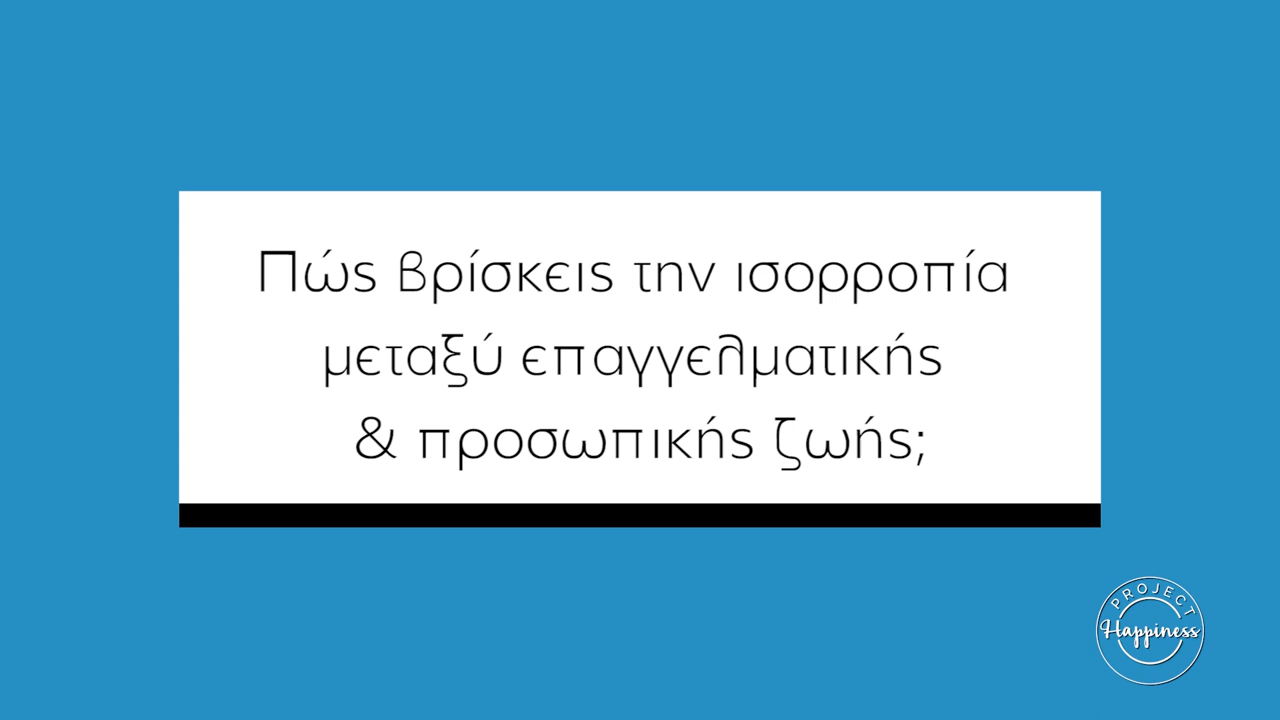 Πώς βρίσκεις την ισορροπία
μεταξύ επαγγελματικής
& προσωπικής ζωής;
PROJECT
Happiness